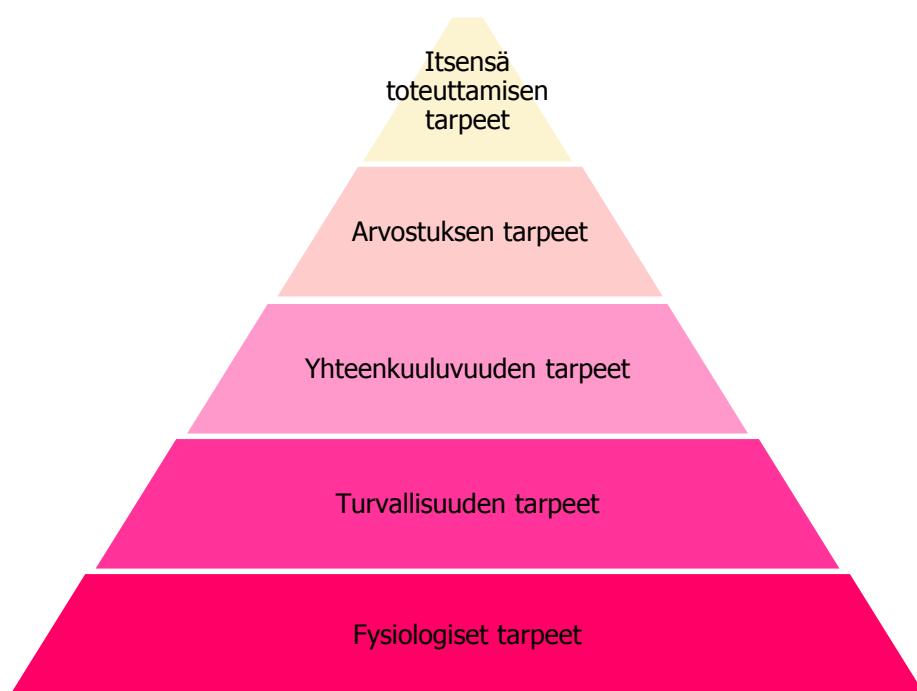 Itsensä
toteuttamisen
tarpeet
Arvostuksen tarpeet
Yhteenkuuluvuuden tarpeet
Turvallisuuden tarpeet
Fysiologiset tarpeet